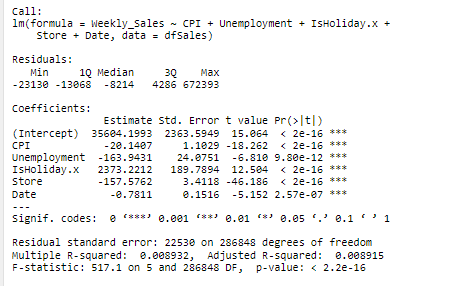 Call:
lm(formula = Weekly_Sales ~ CPI + Unemployment + IsHoliday.x +
    Store + Date, data = dfSales)

Residuals:
   Min     1Q Median     3Q    Max
-23130 -13068  -8214   4286 672393

Coefficients:
               Estimate Std. Error t value Pr(>|t|)
(Intercept)  35604.1993  2363.5949  15.064  < 2e-16 ***
CPI            -20.1407     1.1029 -18.262  < 2e-16 ***
Unemployment  -163.9431    24.0751  -6.810 9.80e-12 ***
IsHoliday.x   2373.2212   189.7894  12.504  < 2e-16 ***
Store         -157.5762     3.4118 -46.186  < 2e-16 ***
Date            -0.7811     0.1516  -5.152 2.57e-07 ***
---
Signif. codes:  0 ‘***’ 0.001 ‘**’ 0.01 ‘*’ 0.05 ‘.’ 0.1 ‘ ’ 1

Residual standard error: 22530 on 286848 degrees of freedom
Multiple R-squared:  0.008932,	Adjusted R-squared:  0.008915
F-statistic: 517.1 on 5 and 286848 DF,  p-value: < 2.2e-16